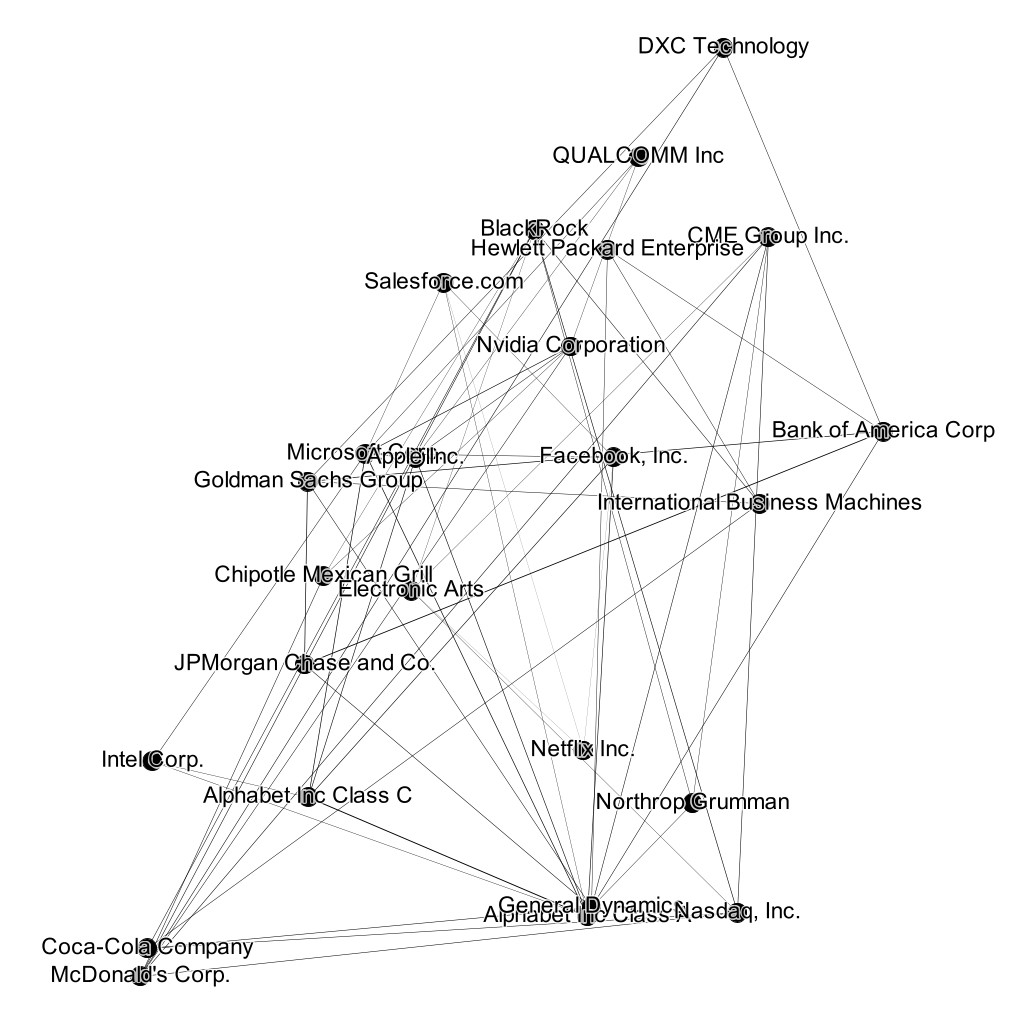 DXC Technology
QUALCOMM Inc
BlackRock
CME Group Inc.
Hewlett Packard Enterprise
Salesforce.com
Nvidia Corporation
Bank of America Corp
Microsoft Corp.
Apple Inc.
Facebook, Inc.
Goldman Sachs Group
International Business Machines
Chipotle Mexican Grill
Electronic Arts
JPMorgan Chase and Co.
Netflix Inc.
Intel Corp.
Alphabet Inc Class C
Northrop Grumman
General Dynamics
Alphabet Inc Class A
Nasdaq, Inc.
Coca-Cola Company
McDonald's Corp.